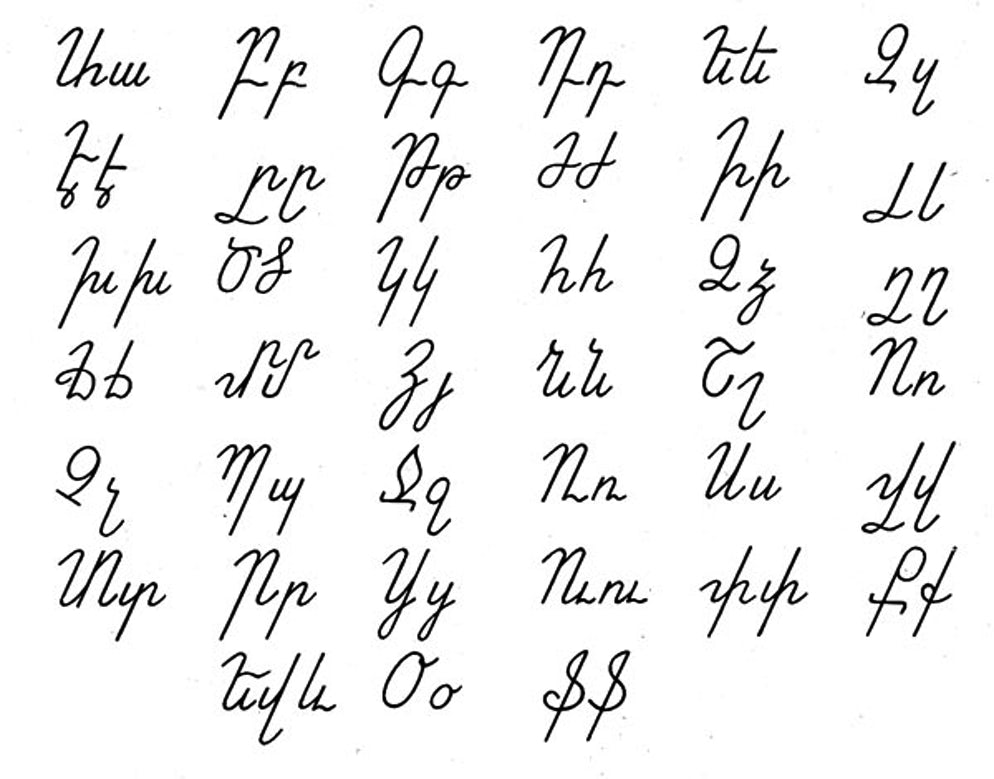 Աա Բբ Գգ Դդ Եե Զզ
Էէ Ըը Թթ Ժժ Իի Լլ
Խխ Ծծ Կկ Հհ Ձձ Ղղ
Ճճ Մմ Յյ Նն Շշ Ոո
Չչ Պպ Ջջ Ռռ Սս Վվ
Տտ Րր Ցց Ուու Փփ Քք
Եվև Օօ Ֆֆ